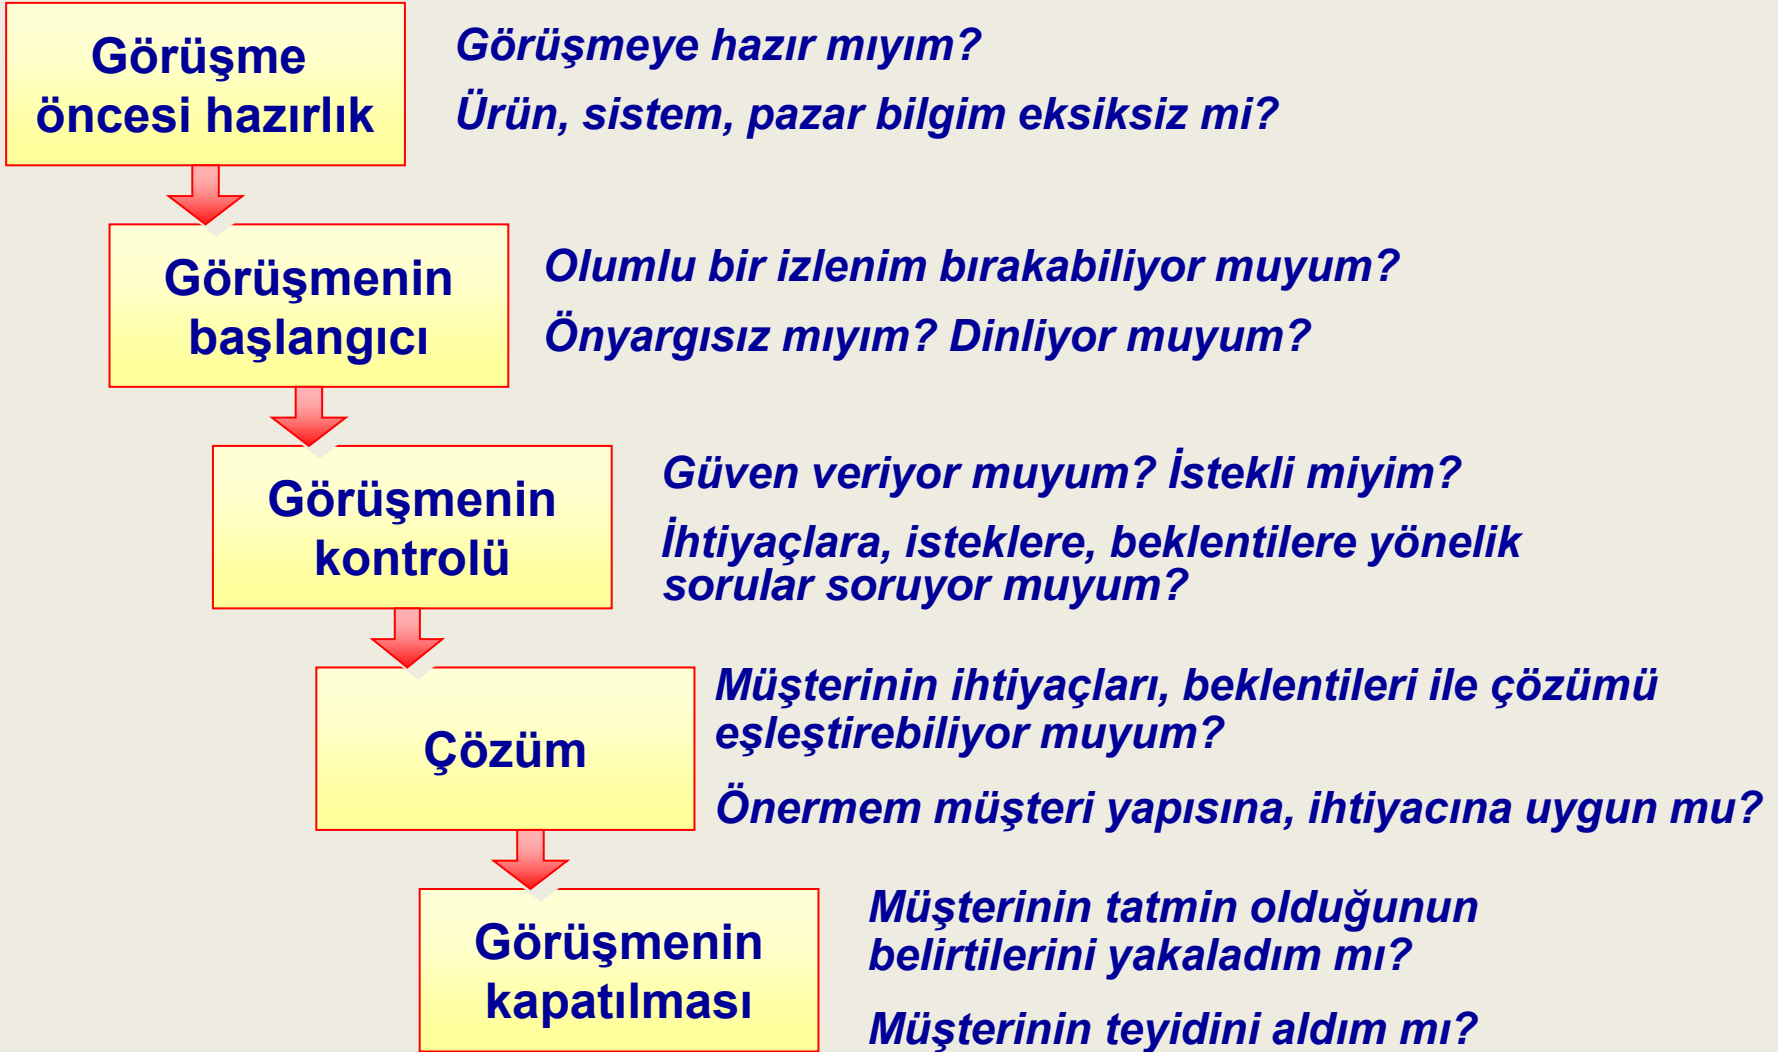 Görüşme
öncesi hazırlık
Görüşmeye hazır mıyım?
Ürün, sistem, pazar bilgim eksiksiz mi?
Görüşmenin
başlangıcı
Olumlu bir izlenim bırakabiliyor muyum?
Önyargısız mıyım? Dinliyor muyum?
Görüşmenin
kontrolü
Güven veriyor muyum? İstekli miyim?
İhtiyaçlara, isteklere, beklentilere yönelik
sorular soruyor muyum?
Çözüm
Müşterinin ihtiyaçları, beklentileri ile çözümü
eşleştirebiliyor muyum?
Önermem müşteri yapısına, ihtiyacına uygun mu?
Görüşmenin
kapatılması
Müşterinin tatmin olduğunun
belirtilerini yakaladım mı?
Müşterinin teyidini aldım mı?